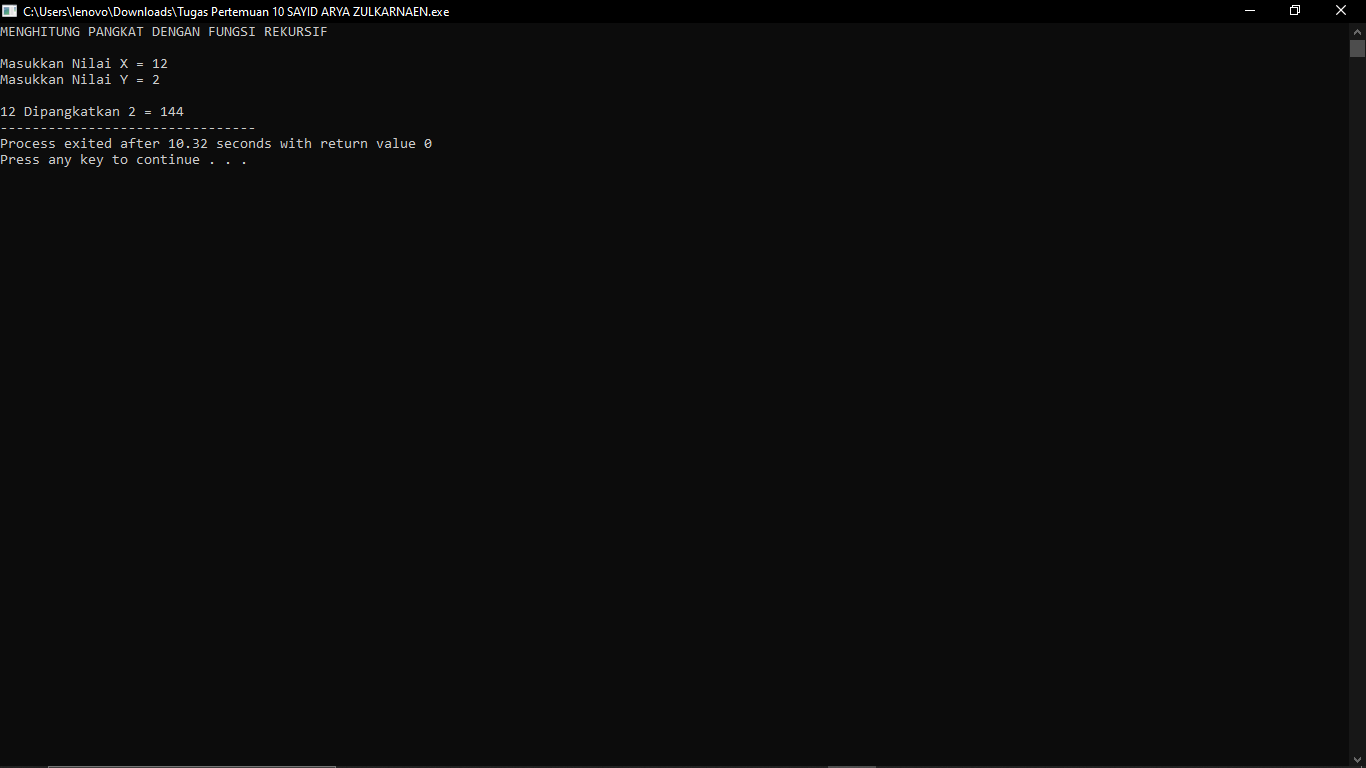 C:\Users\lenovo\Downloads\Tugas Pertemuan 10 SAYID ARYA ZULKARNAEN.exe
MENGHITUNG PANGKAT DENGAN FUNGSI REKURSIF
Masukkan Nilai X = 12
Masukkan Nilai Y = 2
12 Dipangkatkan 2 = 144
--------------------------------
Process exited after 10.32 seconds with return value 0
Press any key to continue . . .